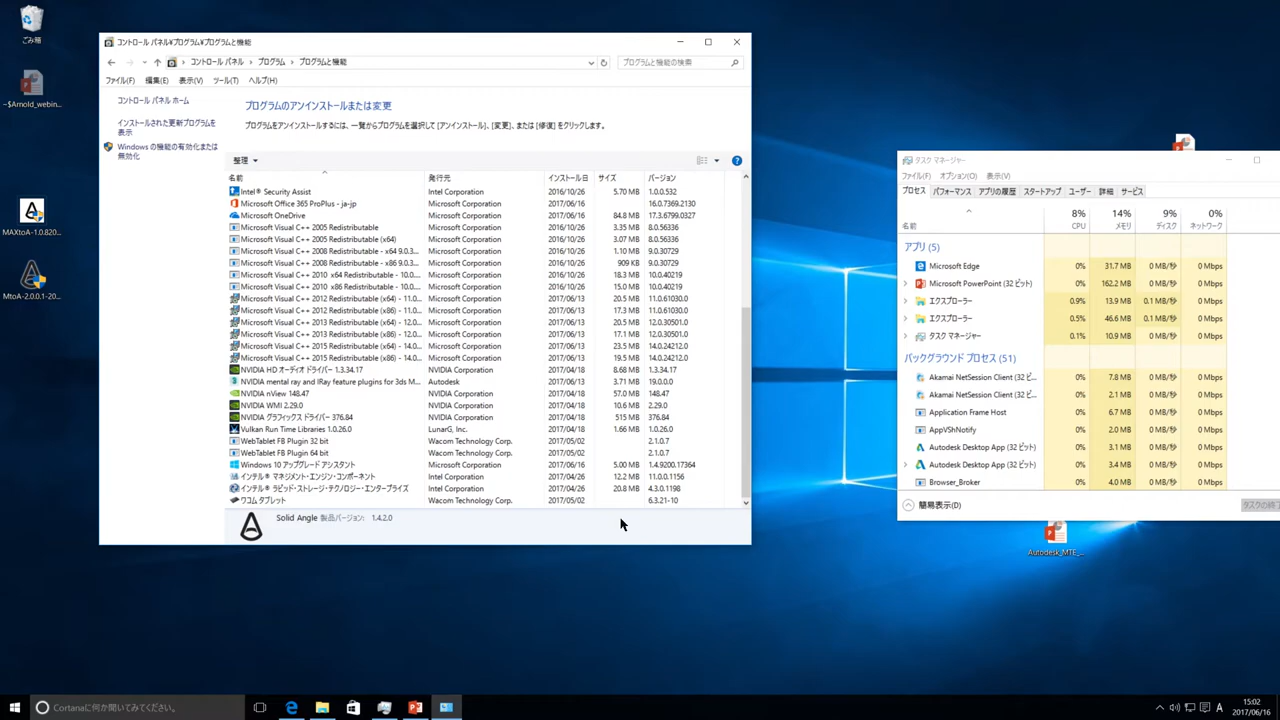 ごみ箱
~$Arnold_webin...
MAXtoA-1.0.820...
MtoA-2.0.0.1-20...
コントロール パネル¥プログラム¥プログラムと機能
コントロール パネル
プログラム
プログラムと機能
プログラムと機能の検索
ファイル(F)
編集(E)
表示(V)
ツール(T)
ヘルプ(H)
コントロール パネル ホーム
インストールされた更新プログラムを
表示
Windows の機能の有効化または
無効化
プログラムのアンインストールまたは変更
プログラムをアンインストールするには、一覧からプログラムを選択して [アンインストール]、[変更]、または [修復] をクリックします。
整理
名前 発行元 インストール日 サイズ バージョン
Intel® Security Assist Intel Corporation 2016/10/26 5.70 MB 1.0.0.532
Microsoft Office 365 ProPlus - ja-jp Microsoft Corporation 2017/06/16 16.0.7369.2130
Microsoft OneDrive Microsoft Corporation 2017/06/16 84.8 MB 17.3.6799.0327
Microsoft Visual C++ 2005 Redistributable Microsoft Corporation 2017/04/26 3.35 MB 8.0.56336
Microsoft Visual C++ 2005 Redistributable (x64) Microsoft Corporation 2017/04/26 3.07 MB 8.0.56336
Microsoft Visual C++ 2008 Redistributable - x64 9.0.3... Microsoft Corporation 2017/04/26 1.10 MB 9.0.30729
Microsoft Visual C++ 2008 Redistributable - x86 9.0.3... Microsoft Corporation 2017/04/26 909 KB 9.0.30729
Microsoft Visual C++ 2010 x64 Redistributable - 10.0.... Microsoft Corporation 2017/04/26 18.3 MB 10.0.40219
Microsoft Visual C++ 2010 x86 Redistributable - 10.0.... Microsoft Corporation 2017/04/26 15.0 MB 10.0.40219
Microsoft Visual C++ 2012 Redistributable (x64) - 11.0... Microsoft Corporation 2017/06/13 20.5 MB 11.0.61030.0
Microsoft Visual C++ 2012 Redistributable (x86) - 11.0... Microsoft Corporation 2017/06/13 17.3 MB 11.0.61030.0
Microsoft Visual C++ 2013 Redistributable (x64) - 12.0... Microsoft Corporation 2017/06/13 20.5 MB 12.0.30501.0
Microsoft Visual C++ 2013 Redistributable (x86) - 12.0... Microsoft Corporation 2017/06/13 17.1 MB 12.0.30501.0
Microsoft Visual C++ 2015 Redistributable (x64) - 14.0... Microsoft Corporation 2017/06/13 23.5 MB 14.0.24212.0
Microsoft Visual C++ 2015 Redistributable (x86) - 14.0... Microsoft Corporation 2017/06/13 19.5 MB 14.0.24212.0
NVIDIA HD オーディオ ドライバー 1.3.34.17 NVIDIA Corporation 2017/04/18 8.68 MB 1.3.34.17
NVIDIA mental ray and IRay feature plugins for 3ds M... Autodesk 2017/04/26 3.71 MB 19.0.0.0
NVIDIA nView 148.47 NVIDIA Corporation 2017/04/18 57.0 MB 148.47
NVIDIA WMI 2.29.0 NVIDIA Corporation 2017/04/18 10.6 MB 2.29.0
NVIDIA グラフィックス ドライバー 376.84 NVIDIA Corporation 2017/04/18 515 MB 376.84
Vulkan Run Time Libraries 1.0.26.0 LunarG, Inc. 2017/04/18 1.66 MB 1.0.26.0
WebTablet FB Plugin 32 bit Wacom Technology Corp. 2017/05/02 2.1.0.7
WebTablet FB Plugin 64 bit Wacom Technology Corp. 2017/05/02 2.1.0.7
Windows 10 アップグレード アシスタント Microsoft Corporation 2017/06/16 5.00 MB 1.4.9200.17364
インテル® マネジメント・エンジン・コンポーネント Intel Corporation 2017/04/26 12.2 MB 11.0.0.1156
インテル® ラピッド・ストレージ・テクノロジー・エンタープライズ Intel Corporation 2017/04/26 20.8 MB 4.3.0.1198
ワコム タブレット Wacom Technology Corp. 2017/05/02 6.3.21-10
Solid Angle 製品バージョン: 1.4.2.0
タスク マネージャー
ファイル(F) オプション(O) 表示(V)
プロセス パフォーマンス アプリの履歴 スタートアップ ユーザー 詳細 サービス
8% 14% 9% 0%
名前 CPU メモリ ディスク ネットワーク
アプリ (5)
Microsoft Edge 0% 31.7 MB 0 MB/秒 0 Mbps
Microsoft PowerPoint (32 ビット) 0% 162.2 MB 0 MB/秒 0 Mbps
エクスプローラー 0.9% 13.9 MB 0.1 MB/秒 0 Mbps
エクスプローラー 0.5% 46.6 MB 0.1 MB/秒 0 Mbps
タスク マネージャー 0.1% 10.9 MB 0 MB/秒 0 Mbps
バックグラウンド プロセス (51)
Akamai NetSession Client (32 ビ... 0% 7.8 MB 0 MB/秒 0 Mbps
Akamai NetSession Client (32 ビ... 0% 2.1 MB 0 MB/秒 0 Mbps
Application Frame Host 0% 6.7 MB 0 MB/秒 0 Mbps
AppVShNotify 0% 2.0 MB 0 MB/秒 0 Mbps
Autodesk Desktop App (32 ビット) 0% 3.1 MB 0 MB/秒 0 Mbps
Autodesk Desktop App (32 ビット) 0% 3.4 MB 0 MB/秒 0 Mbps
Browser_Broker 0% 4.0 MB 0 MB/秒 0 Mbps
簡易表示(D)
Autodesk_MTE_...
Cortanaに何か聞いてみてください。
A
15:02
2017/06/16